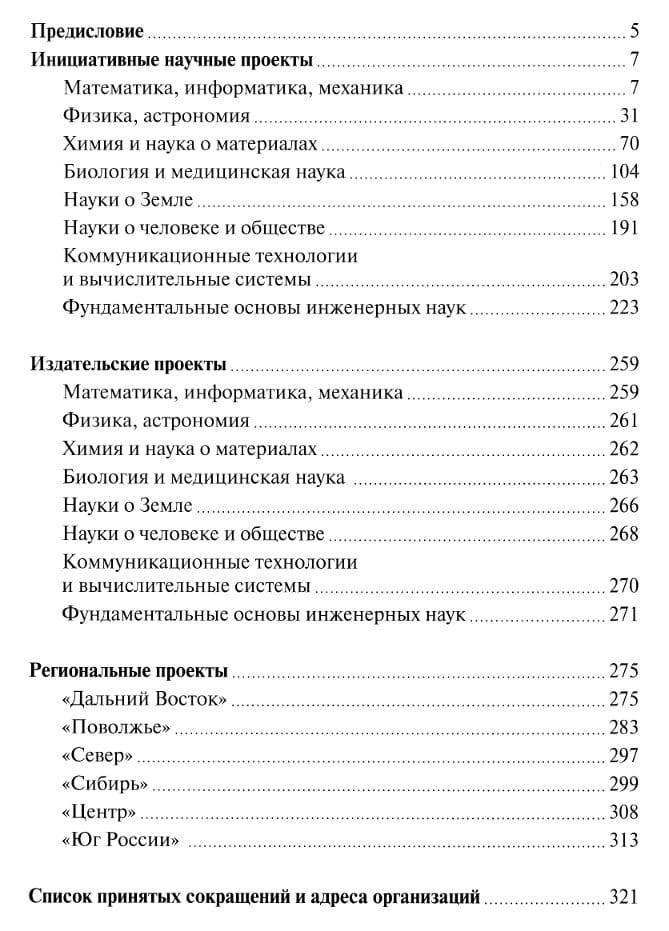 Предисловие 5
Инициативные научные проекты 7
Математика, информатика, механика 7
Физика, астрономия 31
Химия и наука о материалах 70
Биология и медицинская наука 104
Науки о Земле 158
Науки о человеке и обществе 191
Коммуникационные технологии
и вычислительные системы 203
Фундаментальные основы инженерных наук 223
Издательские проекты 259
Математика, информатика, механика 259
Физика, астрономия 261
Химия и наука о материалах 262
Биология и медицинская наука 263
Науки о Земле 266
Науки о человеке и обществе 268
Коммуникационные технологии
и вычислительные системы 270
Фундаментальные основы инженерных наук 271
Региональные проекты 275
«Дальний Восток» 275
«Поволжье» 283
«Север» 297
«Сибирь» 299
«Центр» 308
«Юг России» 313
Список принятых сокращений и адреса организаций 321